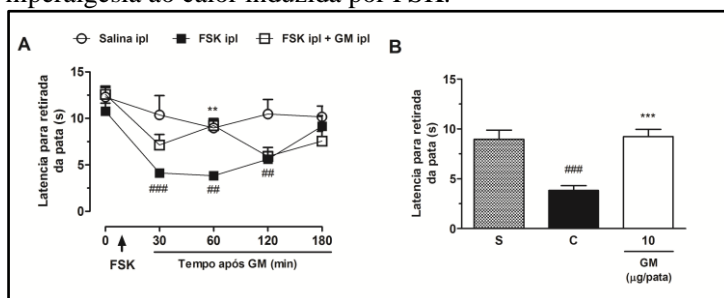 hiperalgesia ao calor induzida por FSK.
A
Salina ipl
FSK ipl
FSK ipl + GM ipl
Latencia para retirada
da pata (s)
15
10
5
0
**
###
##
##
0
30
60
120
180
FSK
Tempo após GM (min)
B
Latencia para retirada
da pata (s)
15
10
5
0
###
***
S
C
10
GM
(μg/pata)